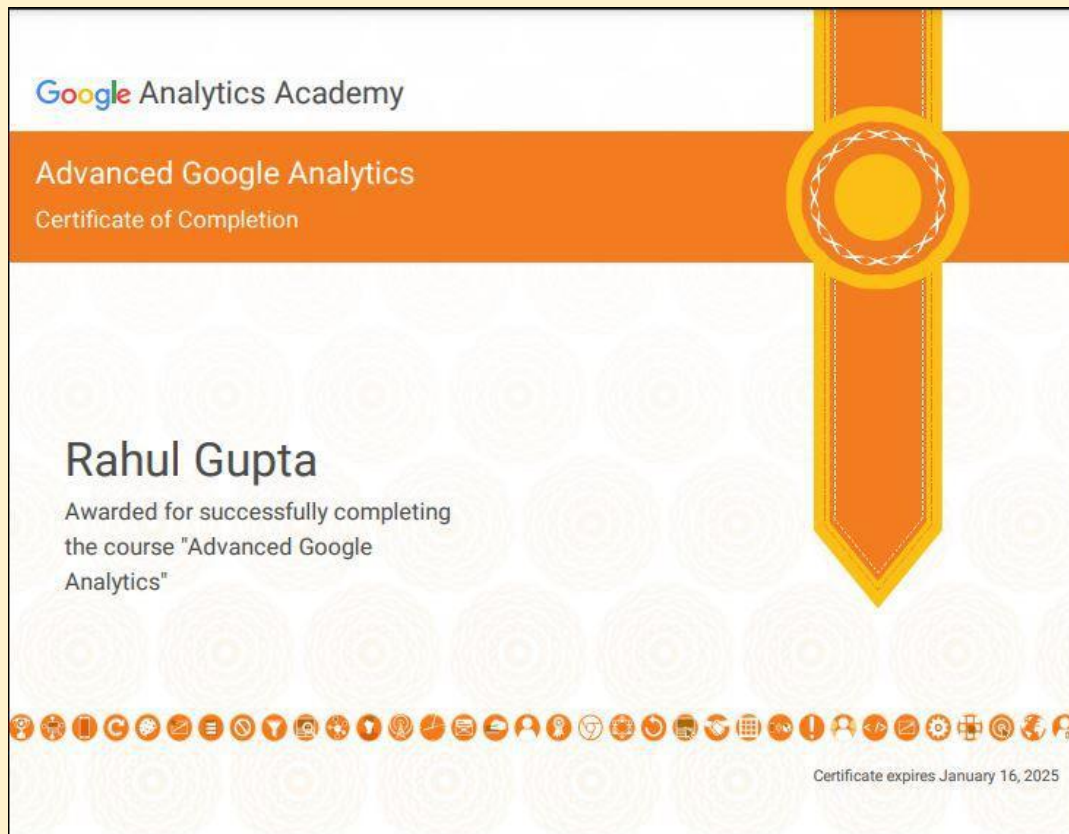 Google Analytics Academy
Advanced Google Analytics
Certificate of Completion
Rahul Gupta
Awarded for successfully completing
the course "Advanced Google
Analytics"
Certificate expires January 16, 2025